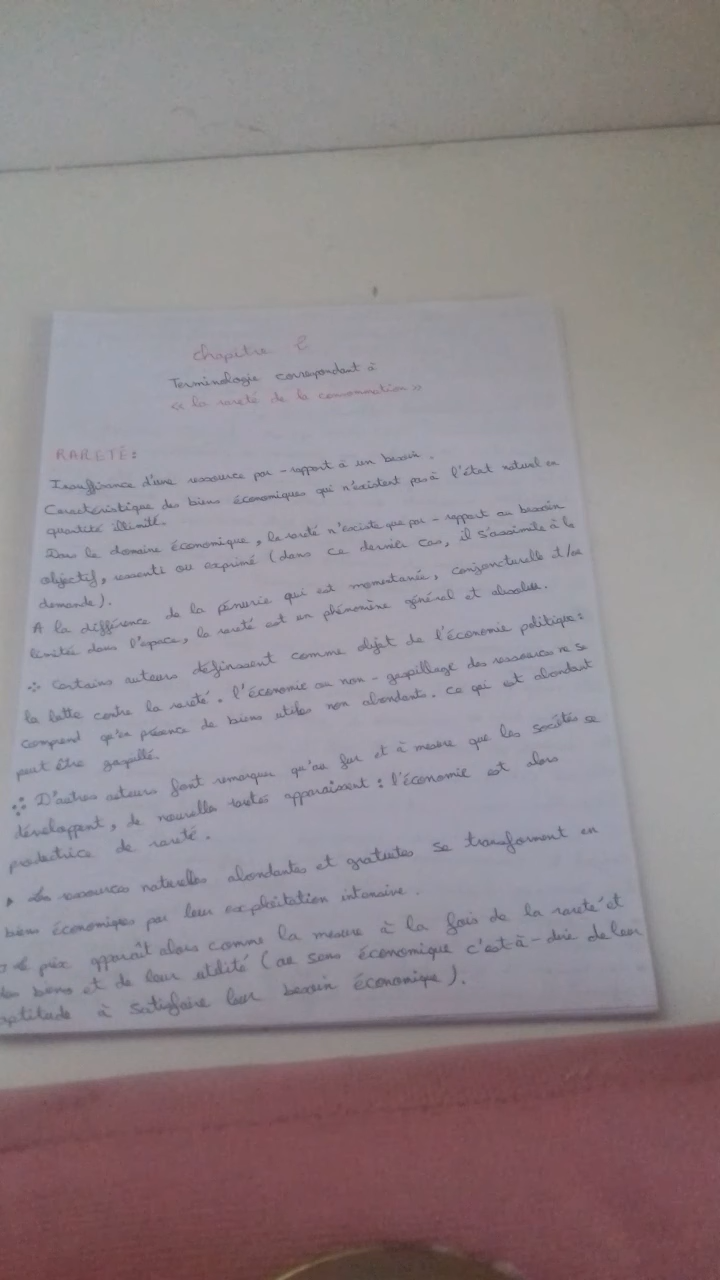 Chapitre 2
Terminologie correspondant à
« la rareté de la consommation »
RARETÉ:
Insuffisance d'une ressource par - rapport à un besoin.
Caractéristique des biens économiques qui n'existent pas à l'état naturel en
quantité illimité.
Dans le domaine économique, la rareté n'existe que par - rapport au besoin
objectif, ressenti ou exprimé (dans ce dernier cas, il s'assimile à la
demande).
A la différence de la pénurie qui est momentanée, conjoncturelle et/ou
limitée dans l'espace, la rareté est un phénomène général et absolu.
Certains auteurs définissent comme objet de l'économie politique:
la lutte contre la rareté. l'économie ou non - gaspillage des ressources ne se
comprend qu'en présence de biens utiles non abondants. ce qui est abondant
peut être gaspillé.
D'autres auteurs font remarquer qu'au fur et à mesure que les sociétés se
développent, de nouvelles raretés apparaissent : l'économie est alors
productrice de rareté.
Les ressources naturelles abondantes et gratuites se transforment en
biens économiques par leur exploitation intensive.
Le prix apparaît alors comme la mesure à la fois de la rareté et
des biens et de leur utilité (au sens économique c'est-à-dire de leur
aptitude à satisfaire leur besoin économique).